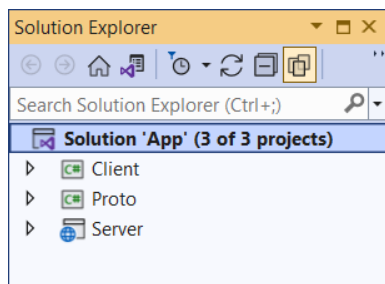 Solution Explorer
Search Solution Explorer (Ctrl+;)
Solution 'App' (3 of 3 projects)
C# Client
C# Proto
Server